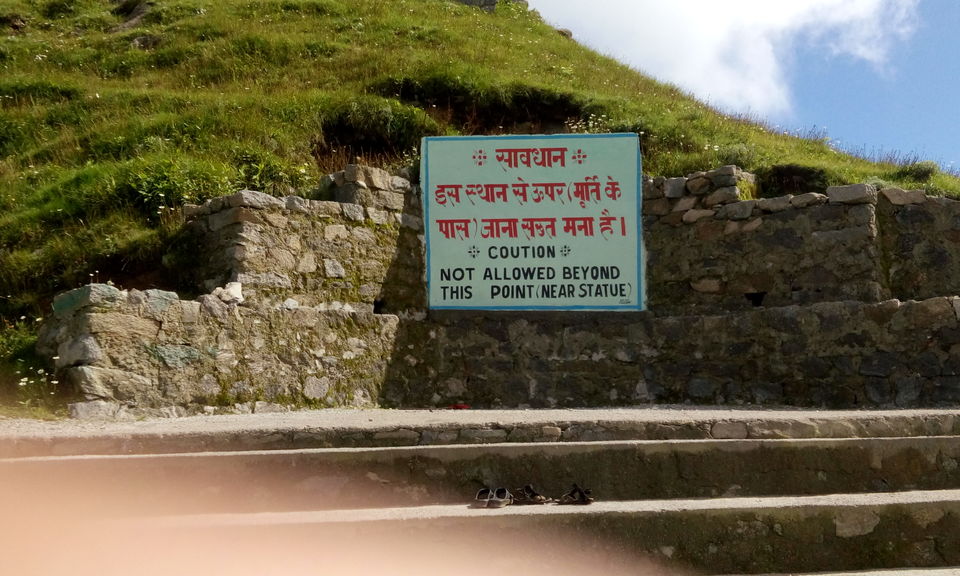 सावधान
इस स्थान से ऊपर (मूर्ति के
पास) जाना सख्त मना है।
COUTION
NOT ALLOWED BEYOND
THIS POINT (NEAR STATUE)